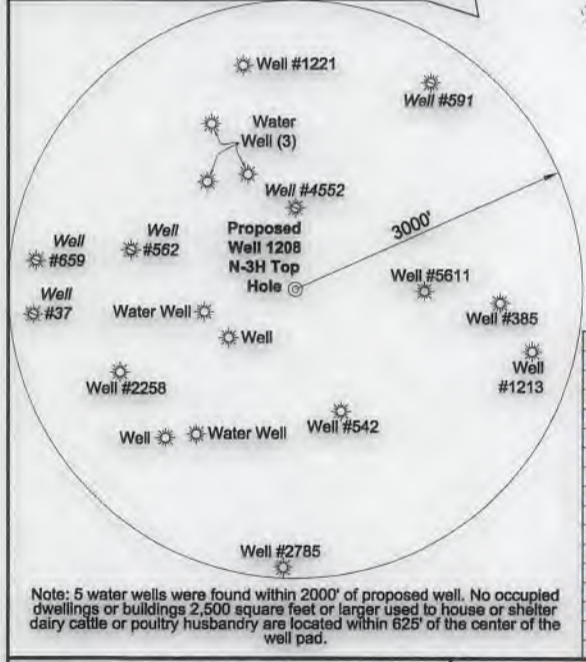 Well #1221
Well #591
Water
Well (3)
Well #4552
Proposed
Well 1208
N-3H Top
Hole
3000'
Well
#562
Well
#659
Well
#37
Well #5611
Well #385
Well
#1213
Water Well
Well
Well #2258
Well #542
Well
Water Well
Well #2785
Note: 5 water wells were found within 2000' of proposed well. No occupied
dwellings or buildings 2,500 square feet or larger used to house or shelter
dairy cattle or poultry husbandry are located within 625' of the center of the
well pad.